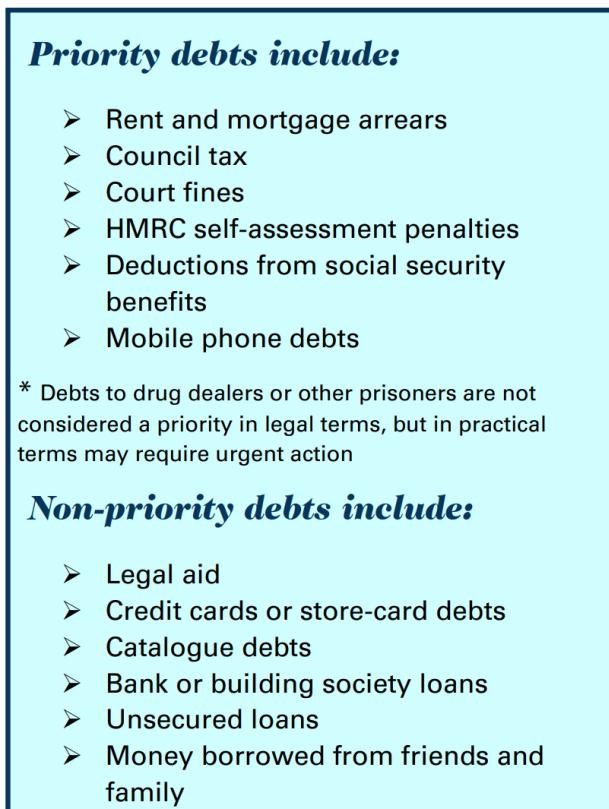 Priority debts include:
➢ Rent and mortgage arrears
➢ Council tax
➢ Court fines
➢ HMRC self-assessment penalties
➢ Deductions from social security
benefits
➢ Mobile phone debts
* Debts to drug dealers or other prisoners are not
considered a priority in legal terms, but in practical
terms may require urgent action
Non-priority debts include:
➢ Legal aid
➢ Credit cards or store-card debts
➢ Catalogue debts
➢ Bank or building society loans
➢ Unsecured loans
➢ Money borrowed from friends and
family